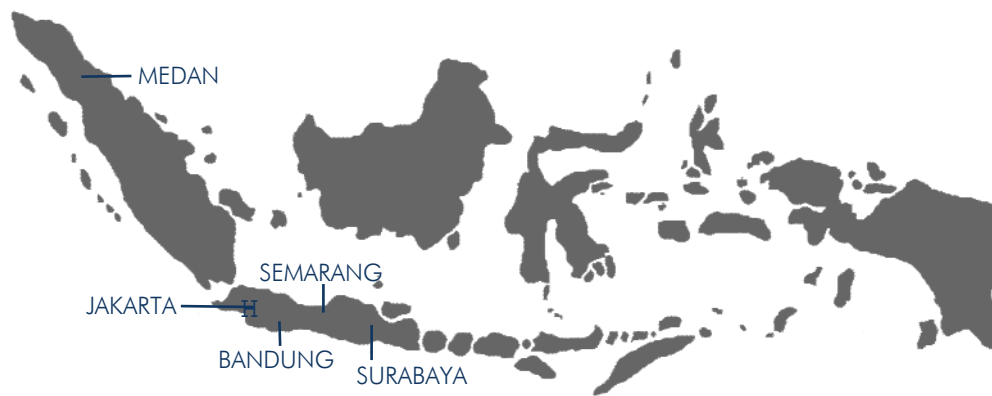 MEDAN
SEMARANG
JAKARTA
H
BANDUNG
SURABAYA